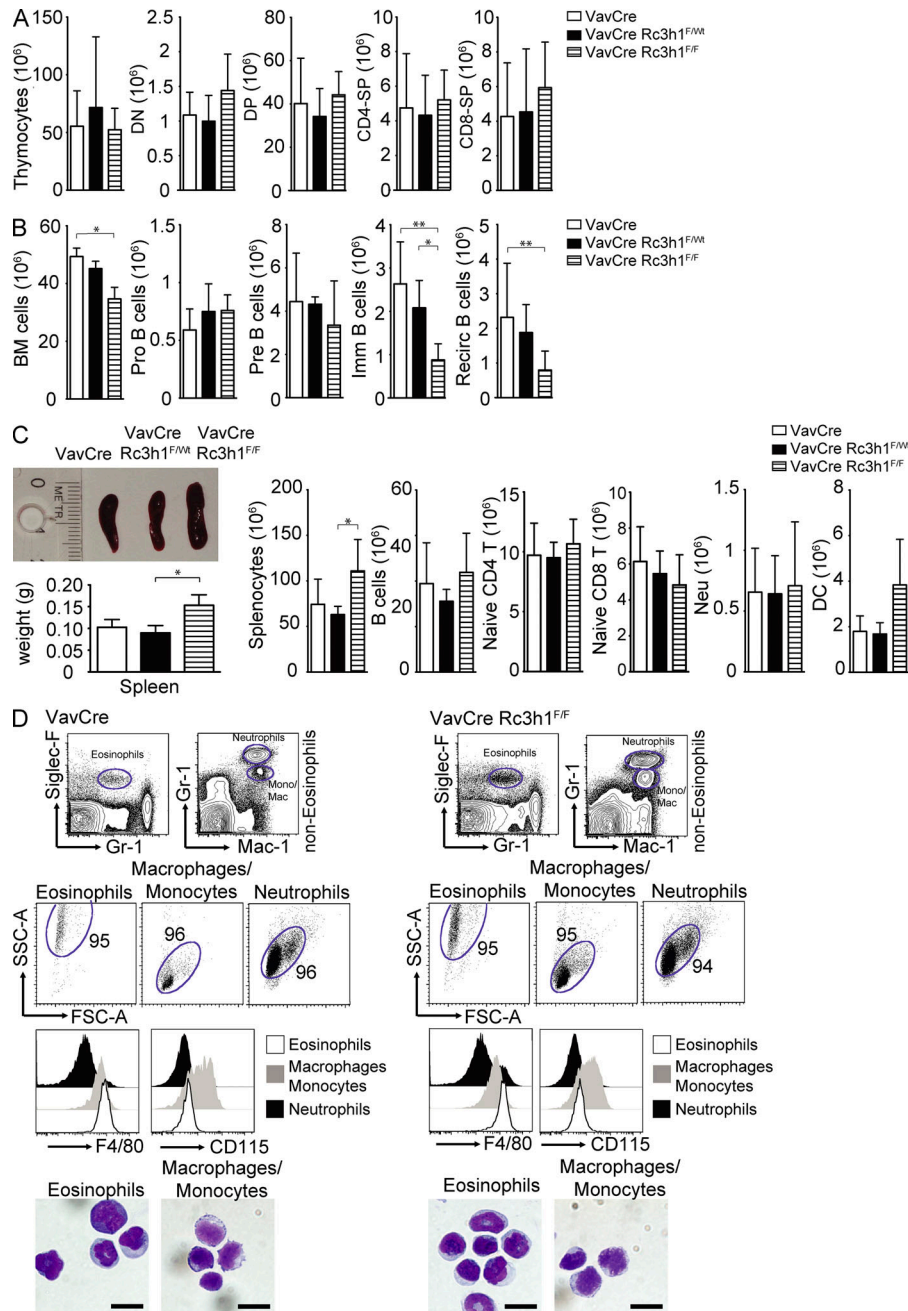 A
VavCre
VavCre Rc3h1F/Wt
VavCre Rc3h1F/F
Thymocytes (10⁶)
150
100
50
0
DN (10⁶)
2
1.5
1
0.5
0
DP (10⁶)
80
60
40
20
0
CD4-SP (10⁶)
10
8
6
4
2
0
CD8-SP (10⁶)
10
8
6
4
2
0
B
VavCre
VavCre Rc3h1F/Wt
VavCre Rc3h1F/F
BM cells (10⁶)
60
40
20
0
*
Pro B cells (10⁶)
1.5
1
0.5
0
Pre B cells (10⁶)
8
6
4
2
0
Imm B cells (10⁶)
4
3
2
1
0
**
*
Recirc B cells (10⁶)
5
4
3
2
1
0
**
C
VavCre
VavCre Rc3h1F/Wt
VavCre Rc3h1F/F
VavCre
VavCre Rc3h1F/Wt
VavCre Rc3h1F/F
0
METR
weight (g)
0.20
0.15
0.10
0.05
0
*
Spleen
Splenocytes (10⁶)
200
150
100
50
0
*
B cells (10⁶)
60
40
20
0
Naive CD4 T (10⁶)
15
10
5
0
Naive CD8 T (10⁶)
10
8
6
4
2
0
Neu (10⁶)
1.5
1
0.5
0
DC (10⁶)
8
6
4
2
0
D
VavCre
Siglec-F
Eosinophils
Gr-1
Gr-1
Neutrophils
Mono/
Mac
Mac-1
non-Eosinophils
VavCre Rc3h1F/F
Siglec-F
Eosinophils
Gr-1
Gr-1
Neutrophils
Mono/
Mac
Mac-1
non-Eosinophils
Macrophages/
Eosinophils Monocytes Neutrophils
SSC-A
95
96
96
FSC-A
Macrophages/
Eosinophils Monocytes Neutrophils
SSC-A
95
95
94
FSC-A
Eosinophils
Macrophages
Monocytes
Neutrophils
F4/80
CD115
Eosinophils
Macrophages
Monocytes
Neutrophils
F4/80
CD115
Eosinophils
Macrophages/
Monocytes
Eosinophils
Macrophages/
Monocytes